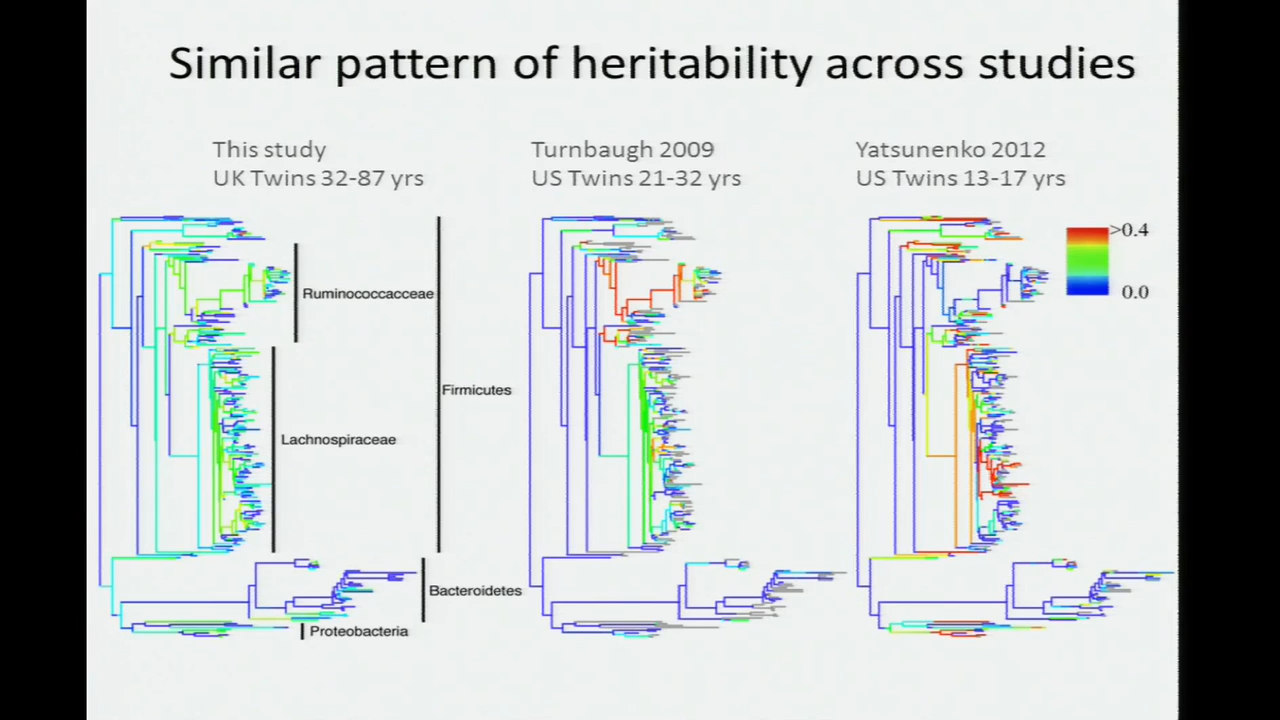 Similar pattern of heritability across studies
This study
UK Twins 32-87 yrs
Turnbaugh 2009
US Twins 21-32 yrs
Yatsunenko 2012
US Twins 13-17 yrs
>0.4
0.0
Ruminococcacceae
Firmicutes
Lachnospiraceae
Bacteroidetes
Proteobacteria